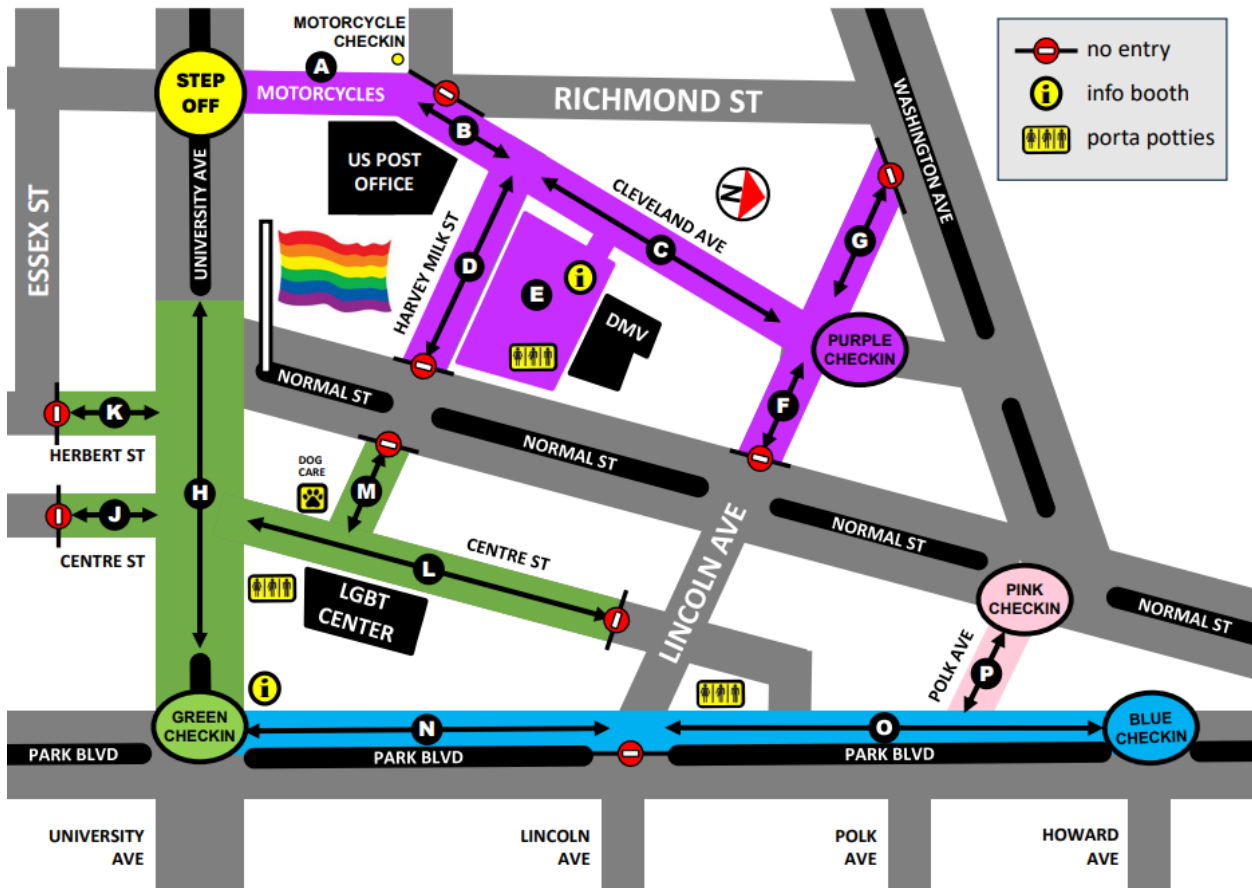 MOTORCYCLE
CHECKIN
A
STEP
OFF
MOTORCYCLES
RICHMOND ST
no entry
i
info booth
porta potties
WASHINGTON AVE
B
US POST
OFFICE
UNIVERSITY AVE
ESSEX ST
N
CLEVELAND AVE
C
G
HARVEY MILK ST
D
E
i
DMV
PURPLE
CHECKIN
NORMAL ST
F
K
HERBERT ST
NORMAL ST
DOG
CARE
M
H
J
CENTRE ST
CENTRE ST
L
LGBT
CENTER
LINCOLN AVE
NORMAL ST
PINK
CHECKIN
NORMAL ST
POLK AVE
P
i
GREEN
CHECKIN
N
O
BLUE
CHECKIN
PARK BLVD
PARK BLVD
PARK BLVD
UNIVERSITY
AVE
LINCOLN
AVE
POLK
AVE
HOWARD
AVE